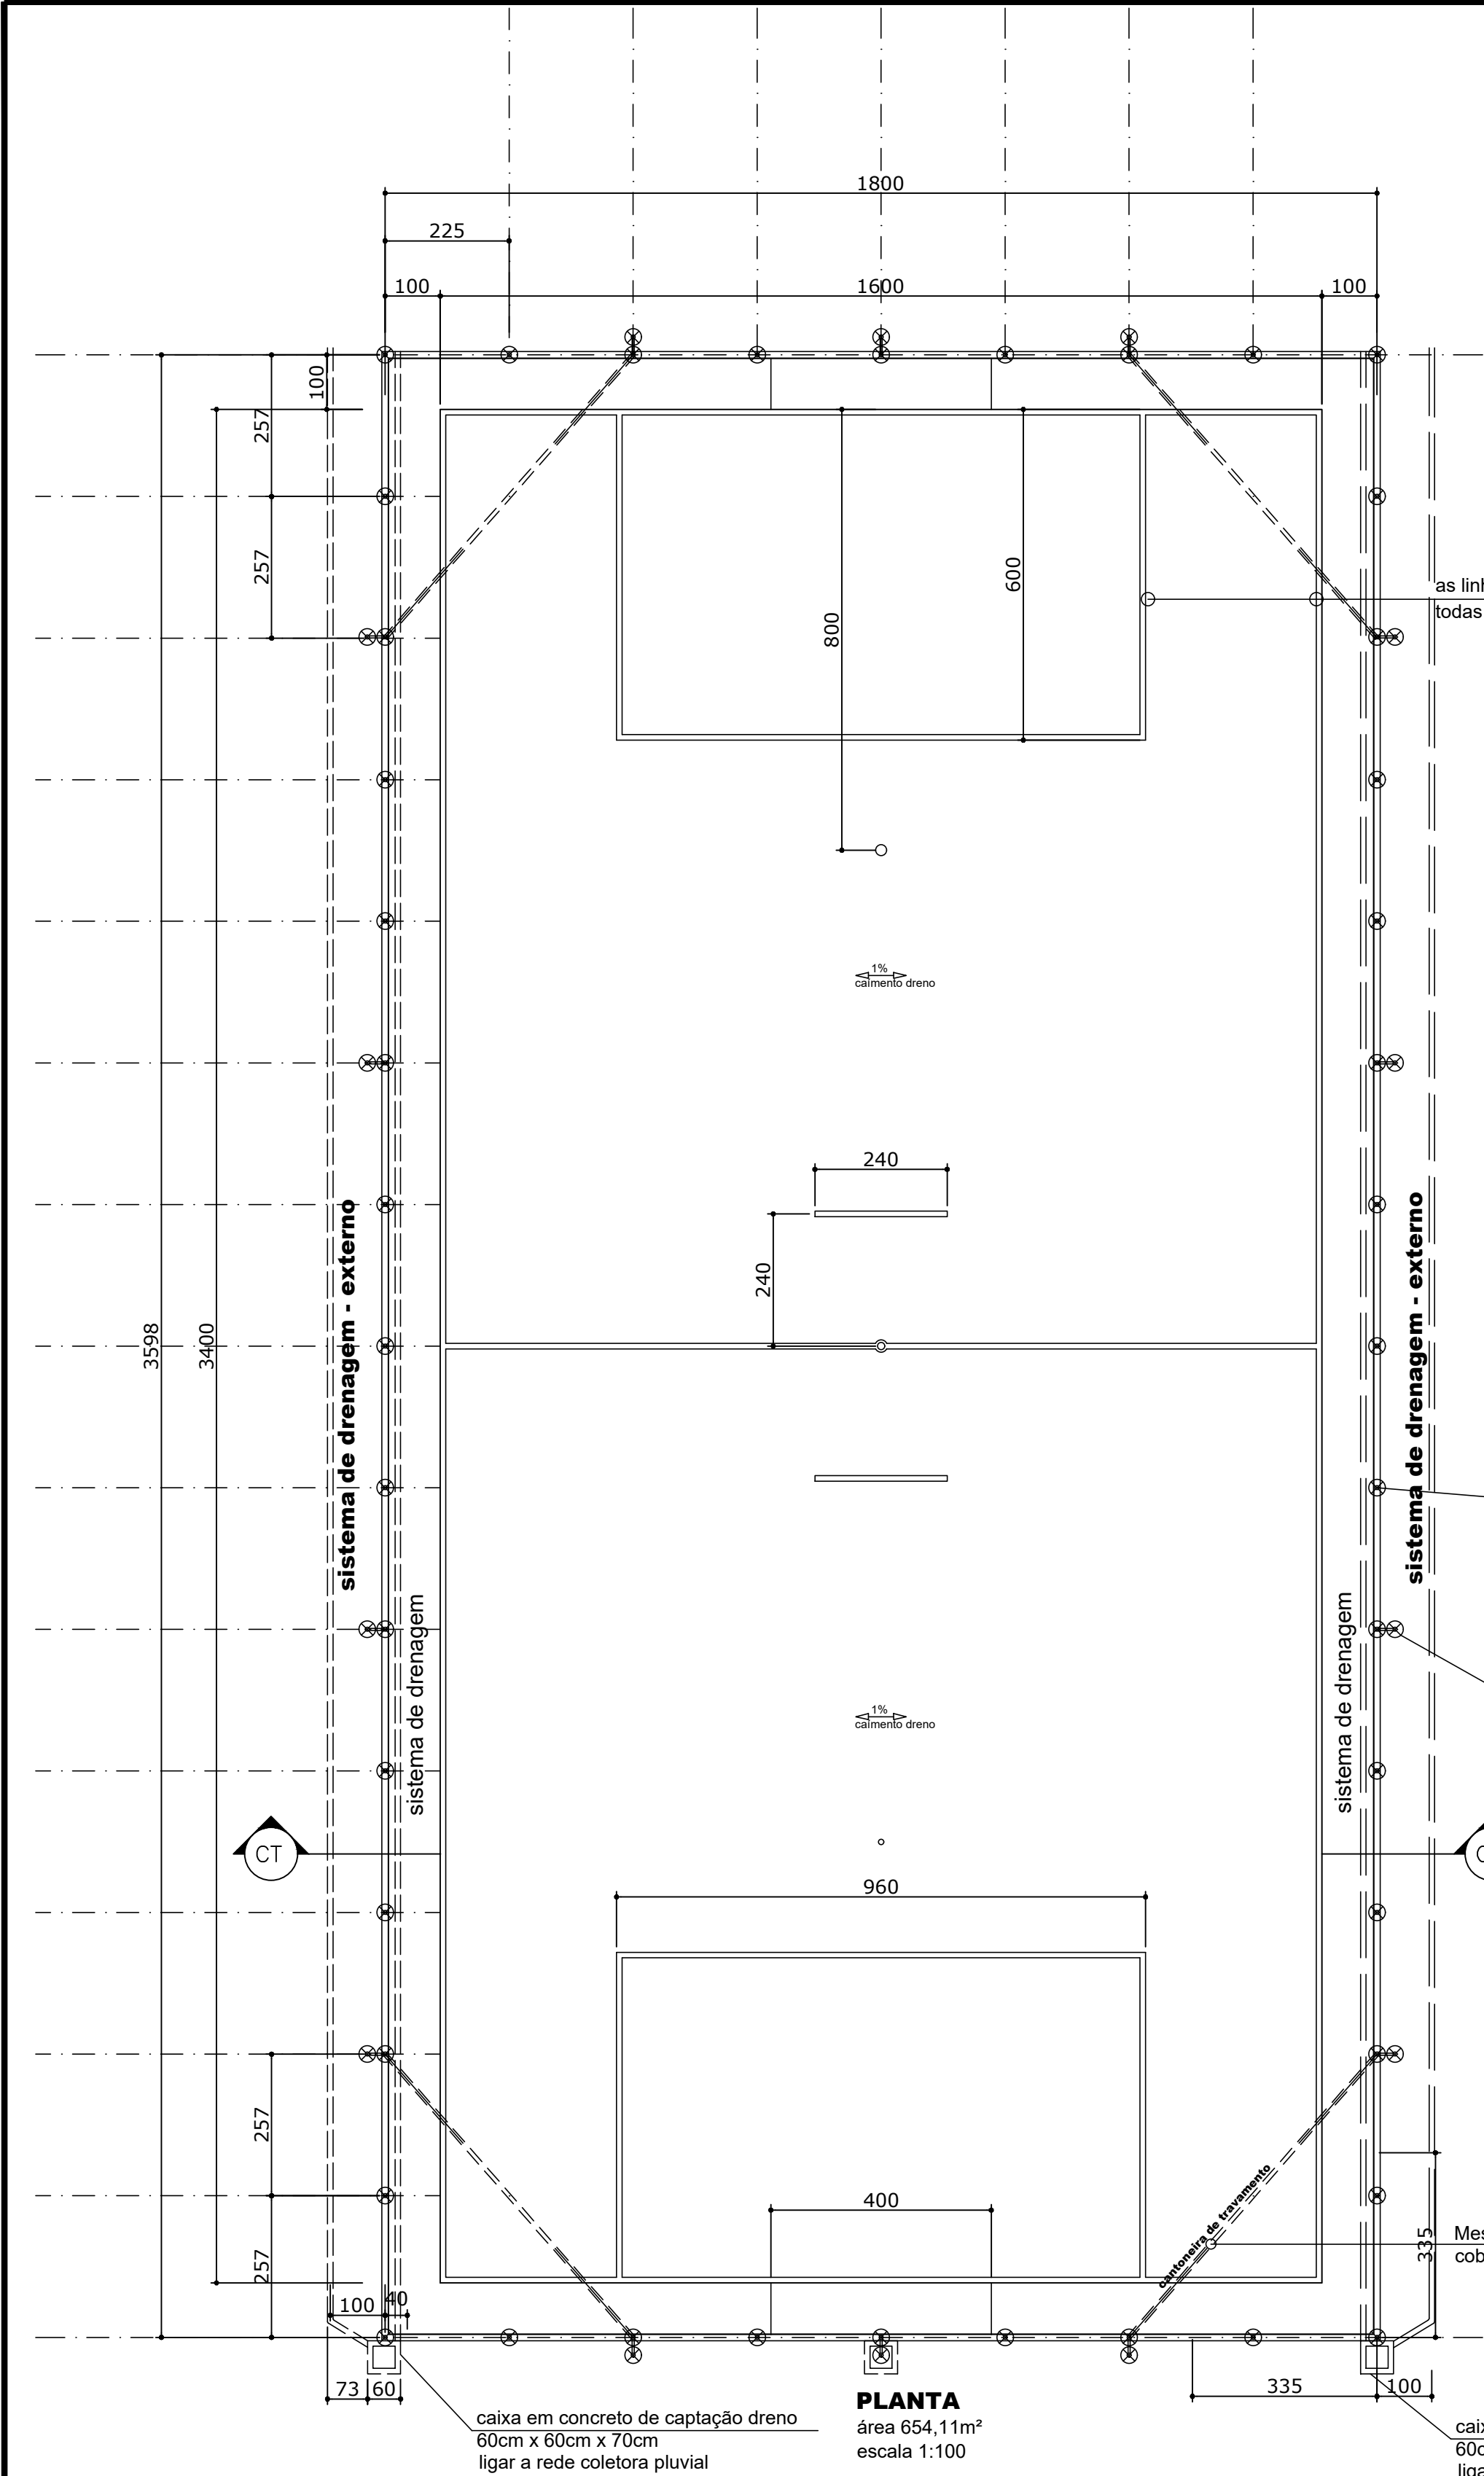 1800
225
100
1600
100
100
257
257
800
600
as linh
todas
1%
caimento dreno
240
240
3598
3400
sistema de drenagem - externo
sistema de drenagem - externo
sistema de drenagem
sistema de drenagem
1%
caimento dreno
CT
C
960
257
257
400
cantoneira de travamento
335
Mes
cob
100
40
73
60
335
100
PLANTA
área 654,11m²
escala 1:100
caixa em concreto de captação dreno
60cm x 60cm x 70cm
ligar a rede coletora pluvial
caix
60c
liga